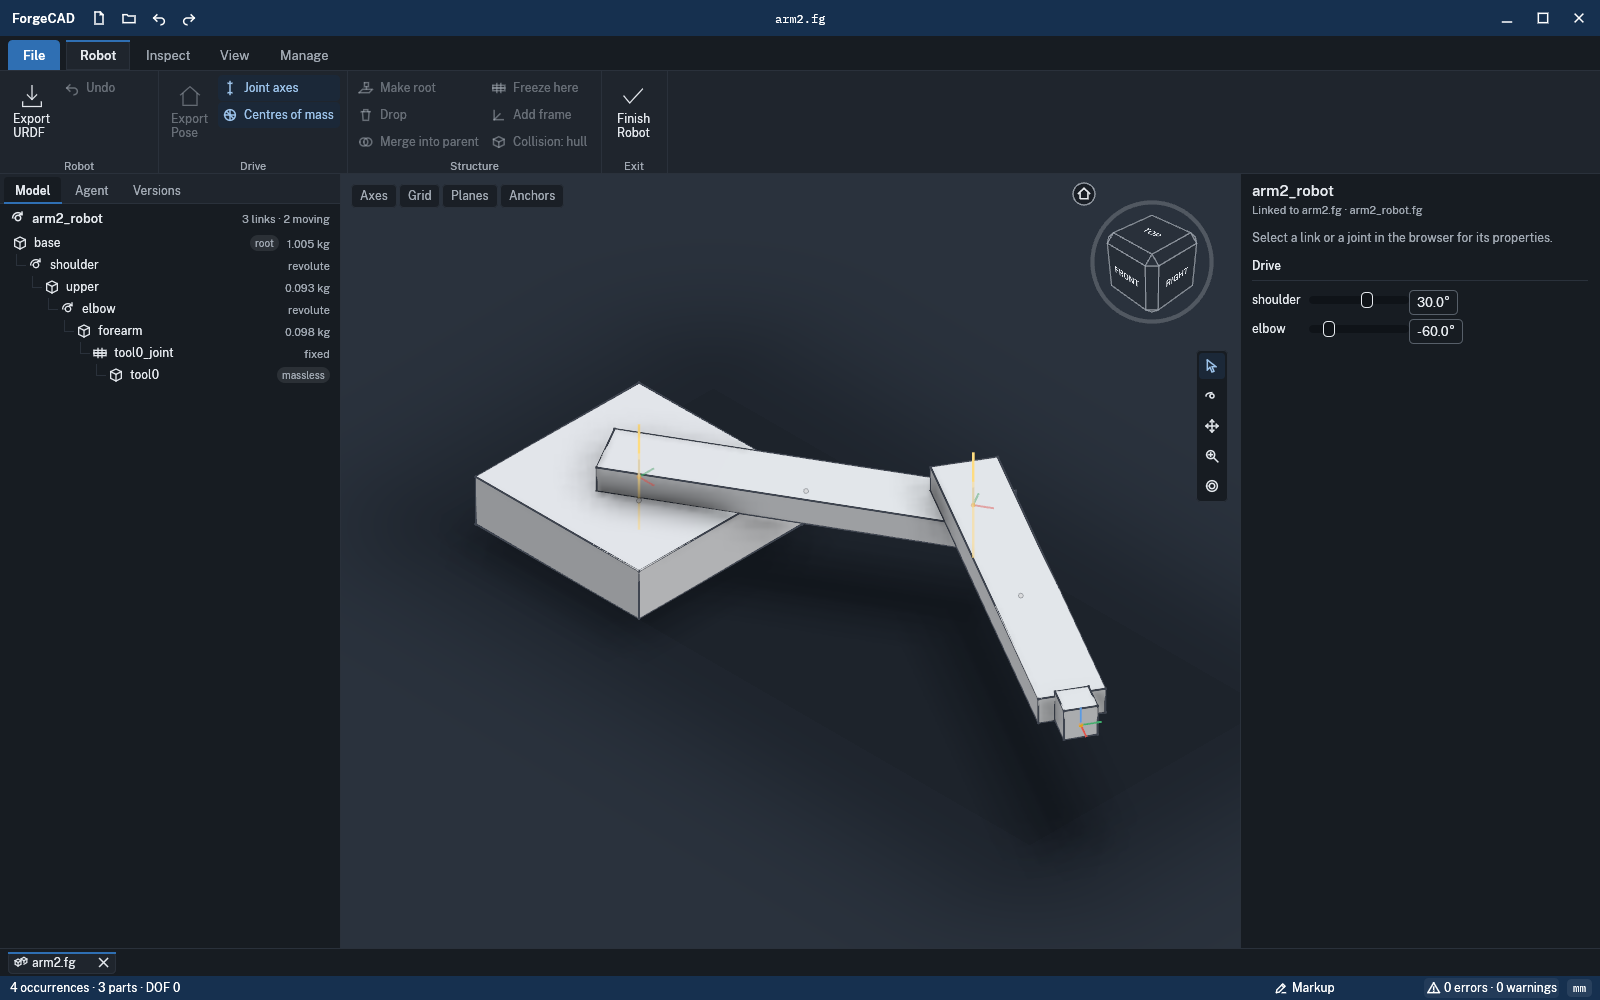 ForgeCAD
arm2.fg
File
Robot
Inspect
View
Manage
Export URDF
Undo
Robot
Export Pose
Joint axes
Centres of mass
Drive
Make root
Drop
Merge into parent
Freeze here
Add frame
Collision: hull
Structure
Finish Robot
Exit
Model
Agent
Versions
arm2_robot
3 links · 2 moving
base
root
1.005 kg
shoulder
revolute
upper
0.093 kg
elbow
revolute
forearm
0.098 kg
tool0_joint
fixed
tool0
massless
Axes
Grid
Planes
Anchors
TOP
FRONT
RIGHT
arm2_robot
Linked to arm2.fg · arm2_robot.fg
Select a link or a joint in the browser for its properties.
Drive
shoulder
30.0°
elbow
-60.0°
arm2.fg
4 occurrences · 3 parts · DOF 0
Markup
0 errors · 0 warnings
mm